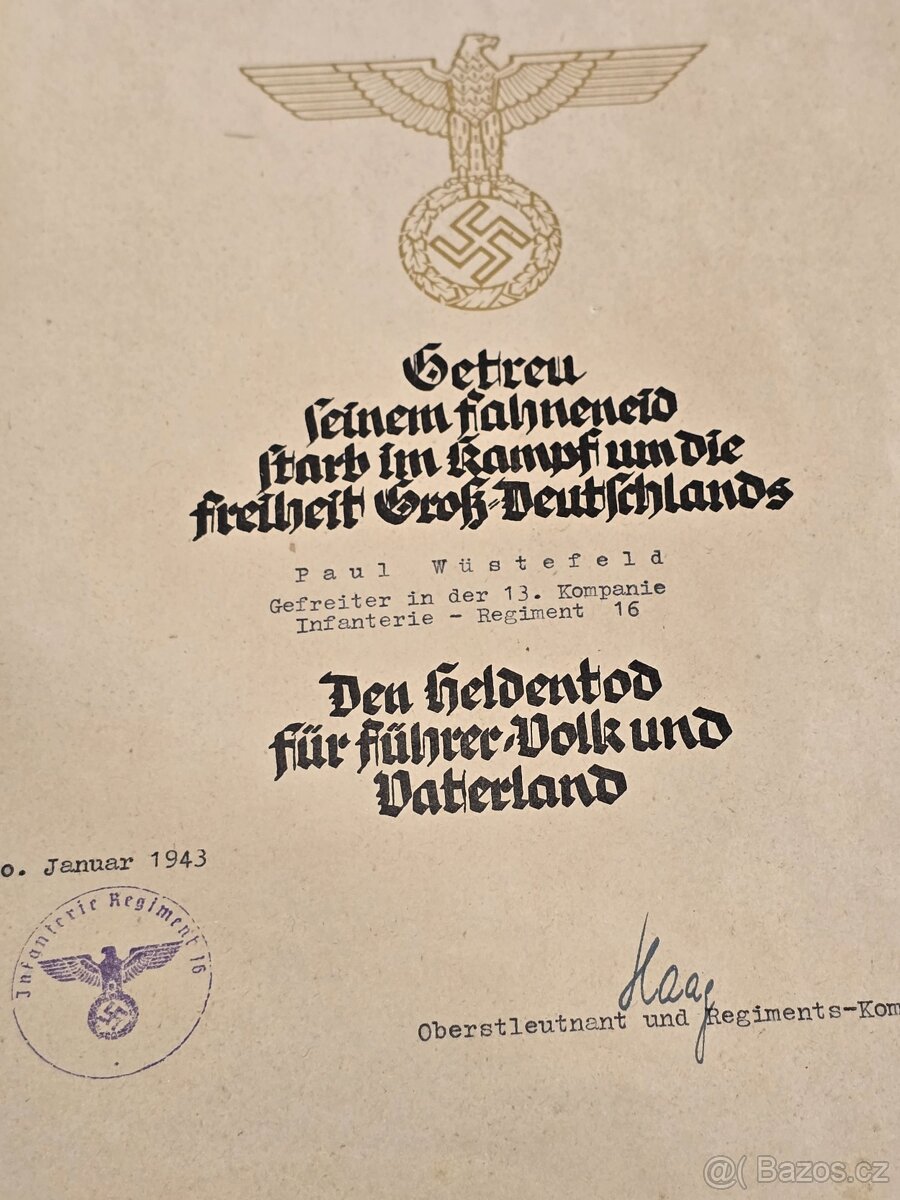 Getreu
seinem Fahneneid
starb im Kampf um die
Freiheit Groß-Deutschlands
Paul Wüstefeld
Gefreiter in der 13. Kompanie
Infanterie - Regiment 16
Den Heldentod
für Führer, Volk und
Vaterland
o. Januar 1943
Infanterie Regiment 16
Haag
Oberstleutnant und Regiments-Kom
@( Bazos.cz